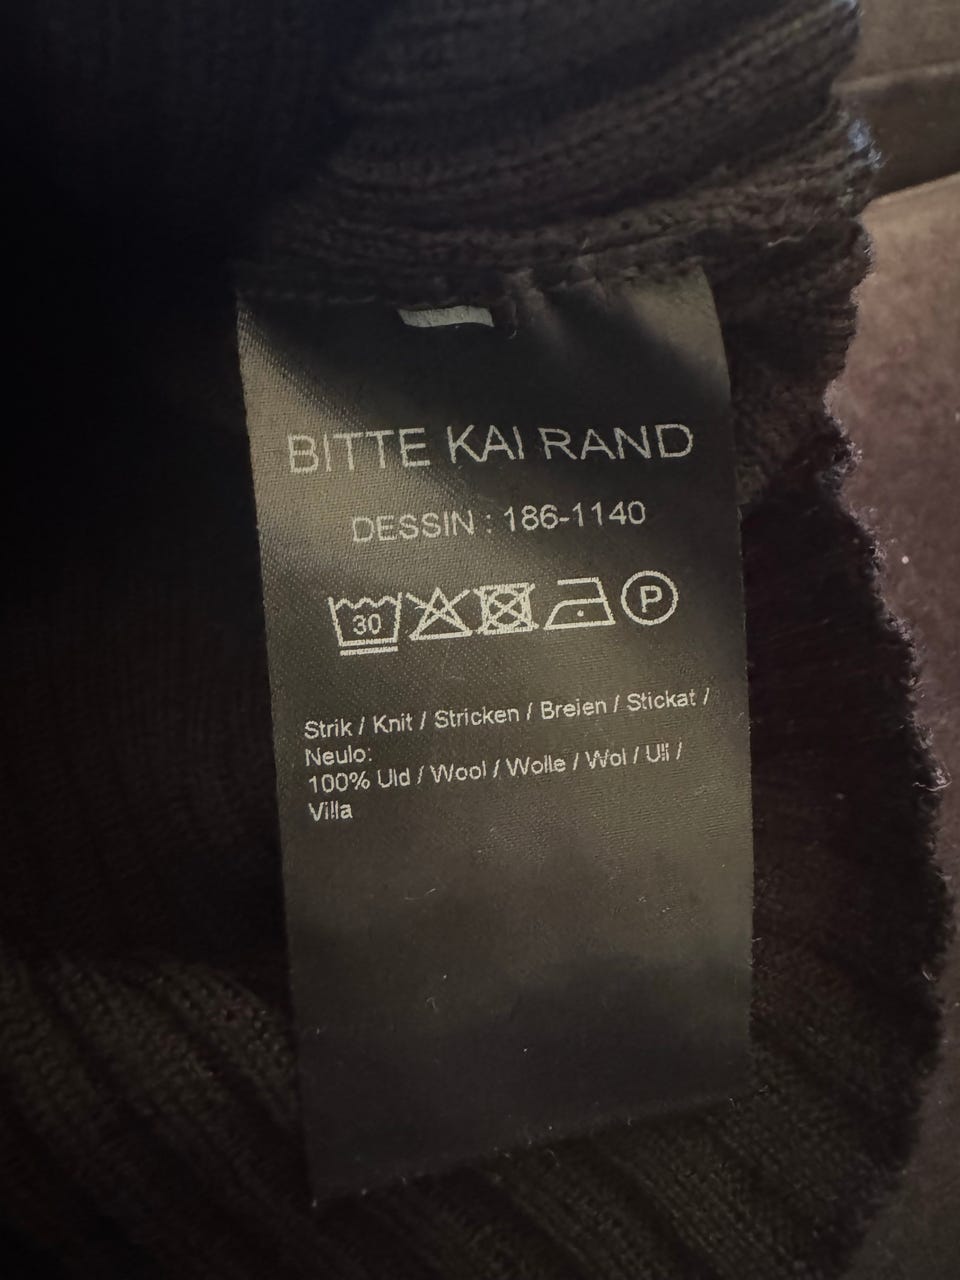 BITTE KAI RAND
DESSIN : 186-1140
30 P
Strik / Knit / Stricken / Breien / Stickat /
Neulo:
100% Uld / Wool / Wolle / Wol / Ull /
Villa